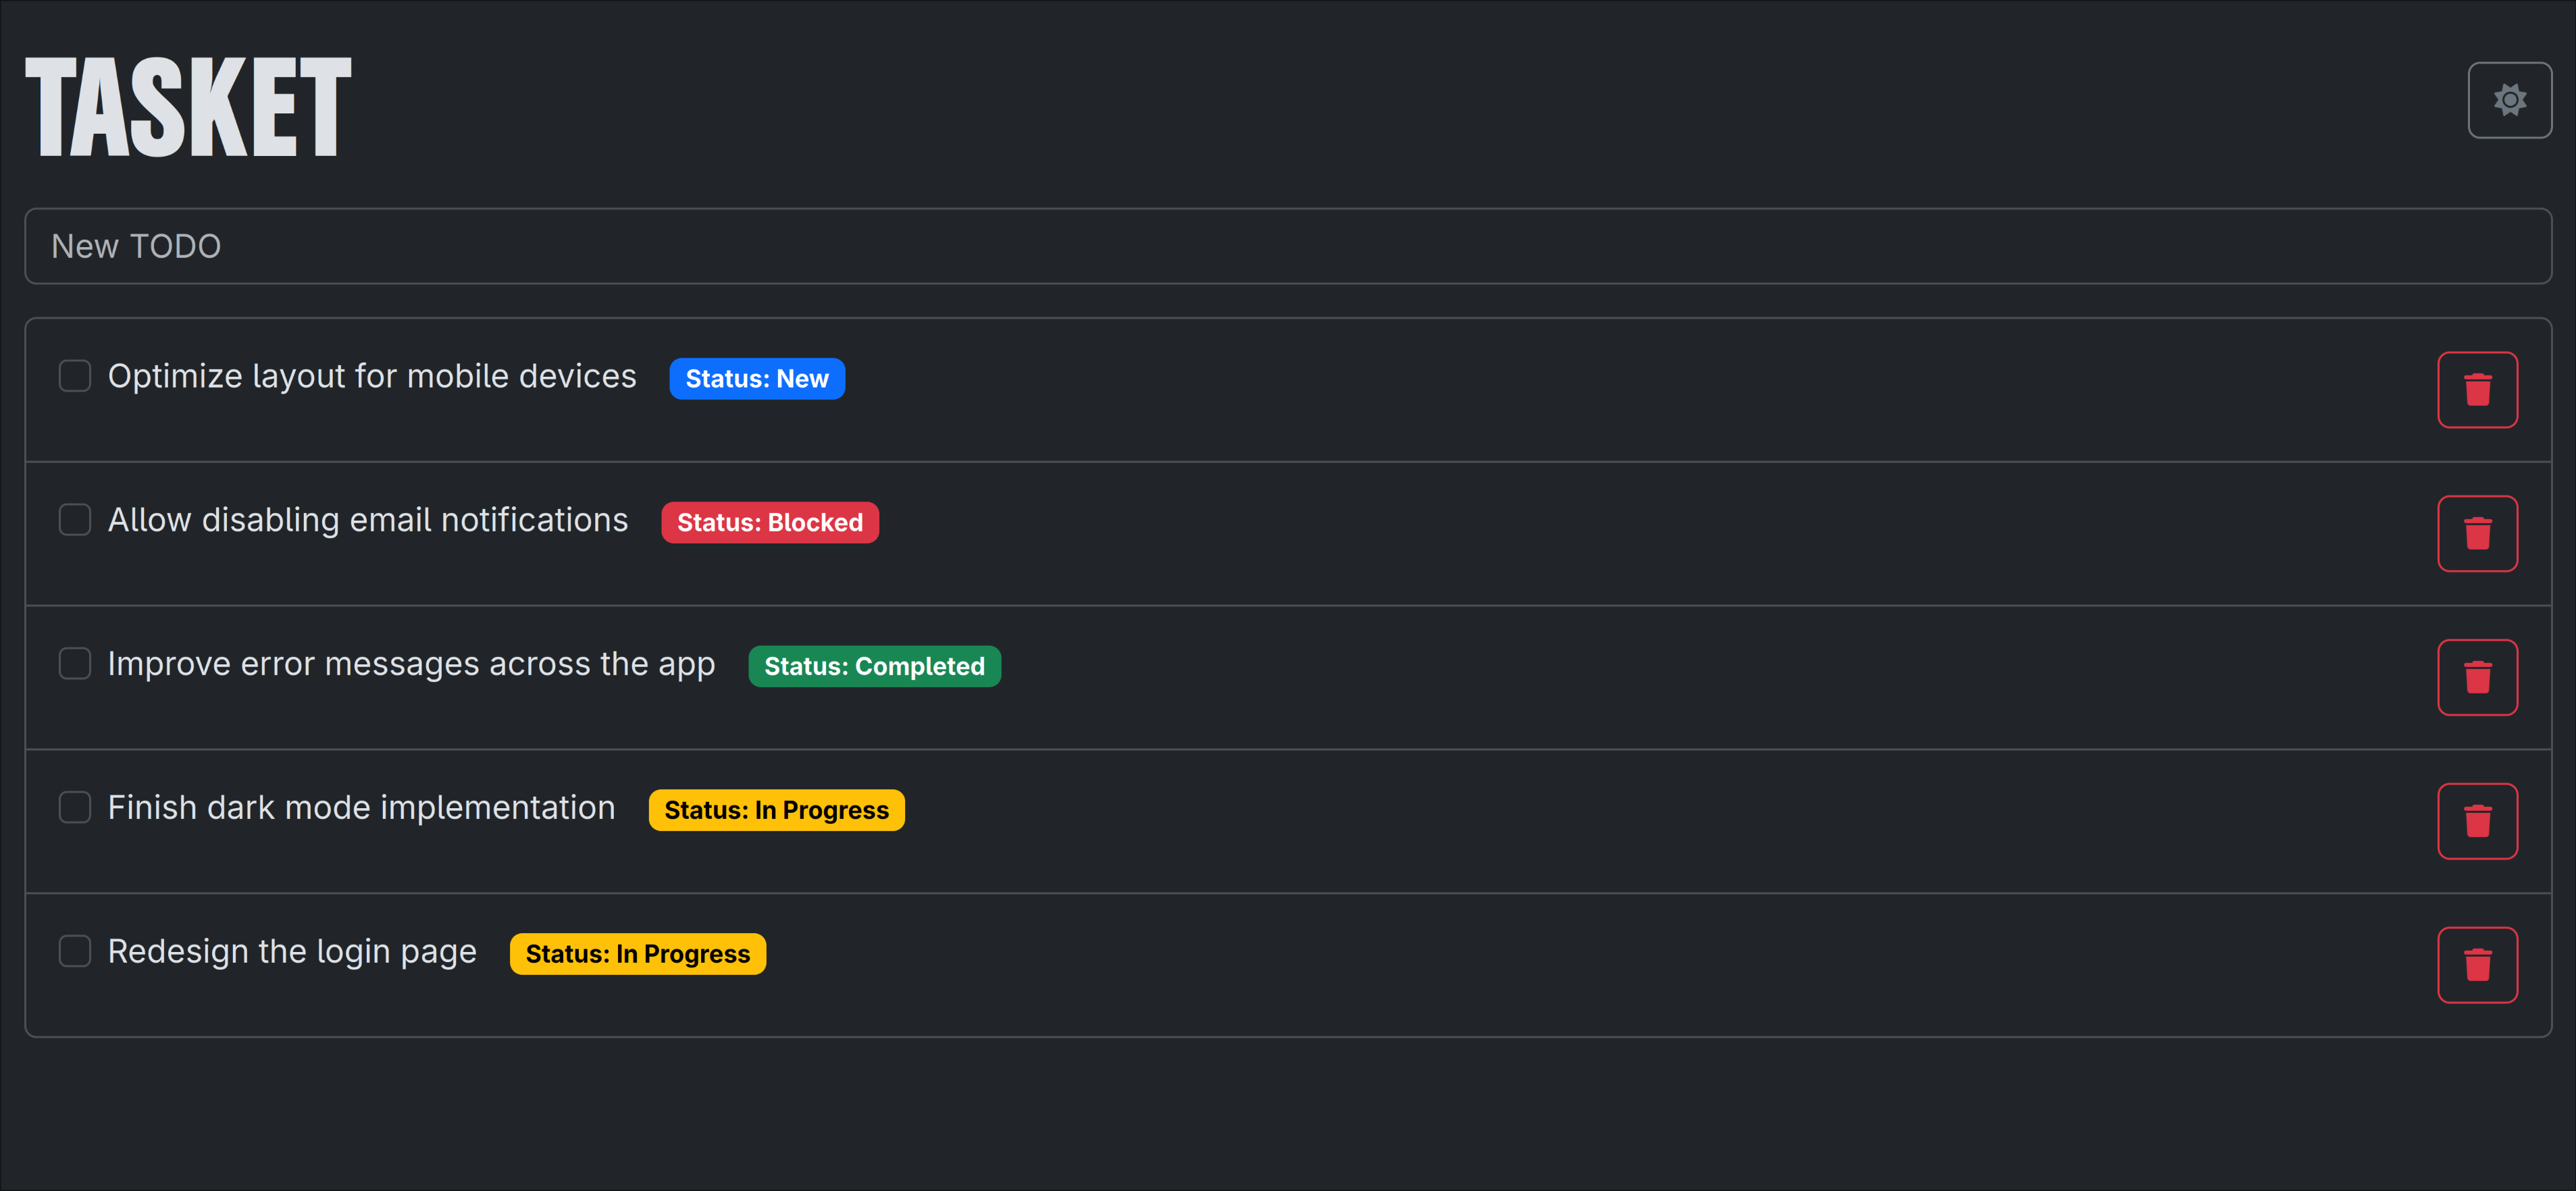 TASKET
New TODO
Optimize layout for mobile devices Status: New
Allow disabling email notifications Status: Blocked
Improve error messages across the app Status: Completed
Finish dark mode implementation Status: In Progress
Redesign the login page Status: In Progress